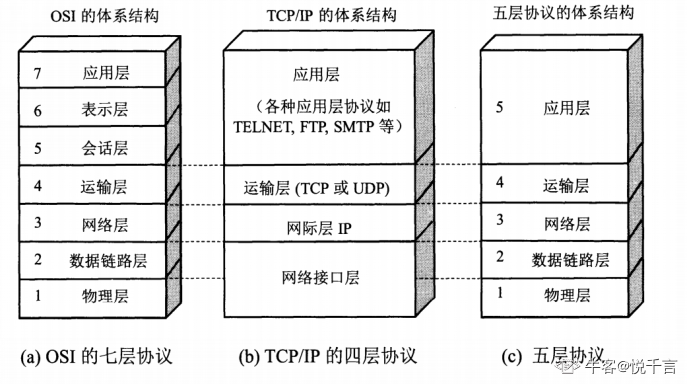 OSI 的体系结构
7 应用层
6 表示层
5 会话层
4 运输层
3 网络层
2 数据链路层
1 物理层
(a) OSI 的七层协议
TCP/IP 的体系结构
应用层
(各种应用层协议如
TELNET, FTP, SMTP 等)
运输层 (TCP 或 UDP)
网际层 IP
网络接口层
(b) TCP/IP 的四层协议
五层协议的体系结构
5 应用层
4 运输层
3 网络层
2 数据链路层
1 物理层
(c) 五层协议
牛客@悦千言